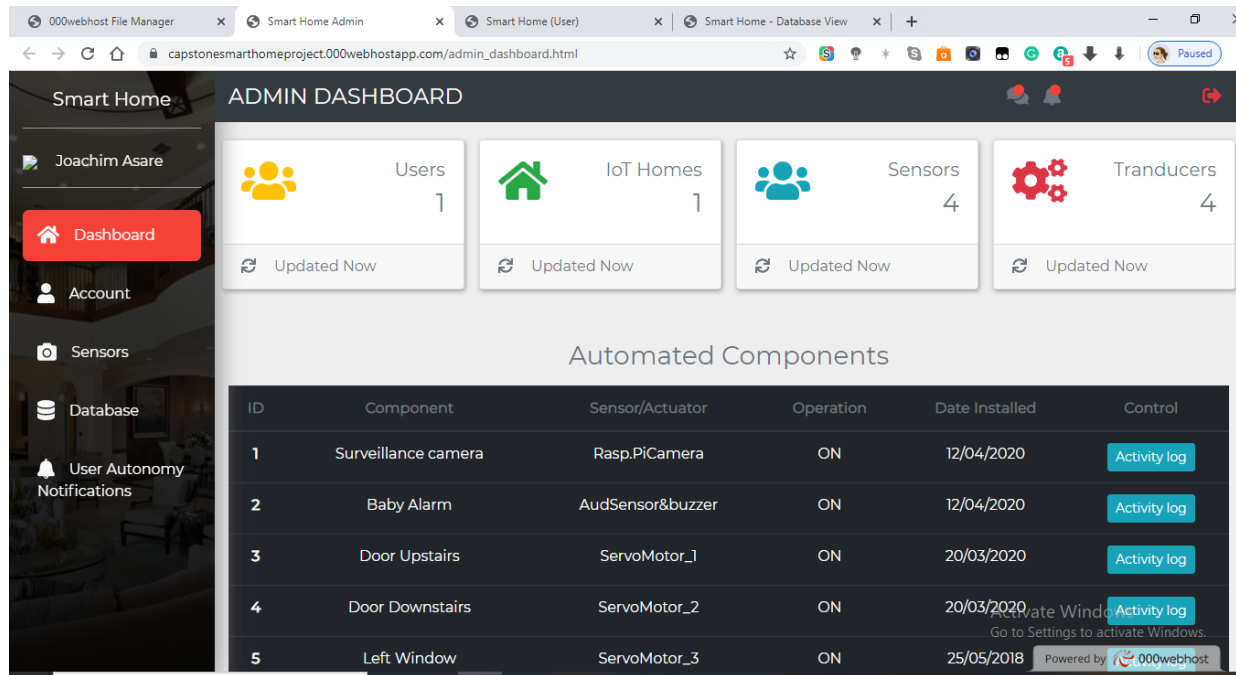 000webhost File Manager
Smart Home Admin
Smart Home (User)
Smart Home - Database View
capstonesmarthomeproject.000webhostapp.com/admin_dashboard.html
5
Paused
Smart Home
ADMIN DASHBOARD
Joachim Asare
Dashboard
Account
Sensors
Database
User Autonomy
Notifications
Users
1
Updated Now
IoT Homes
1
Updated Now
Sensors
4
Updated Now
Tranducers
4
Updated Now
Automated Components
ID Component Sensor/Actuator Operation Date Installed Control
1 Surveillance camera Rasp.PiCamera ON 12/04/2020 Activity log
2 Baby Alarm AudSensor&buzzer ON 12/04/2020 Activity log
3 Door Upstairs ServoMotor_1 ON 20/03/2020 Activity log
4 Door Downstairs ServoMotor_2 ON 20/03/2020 Activity log
5 Left Window ServoMotor_3 ON 25/05/2018
Activate Windows
Go to Settings to activate Windows.
Powered by 000webhost